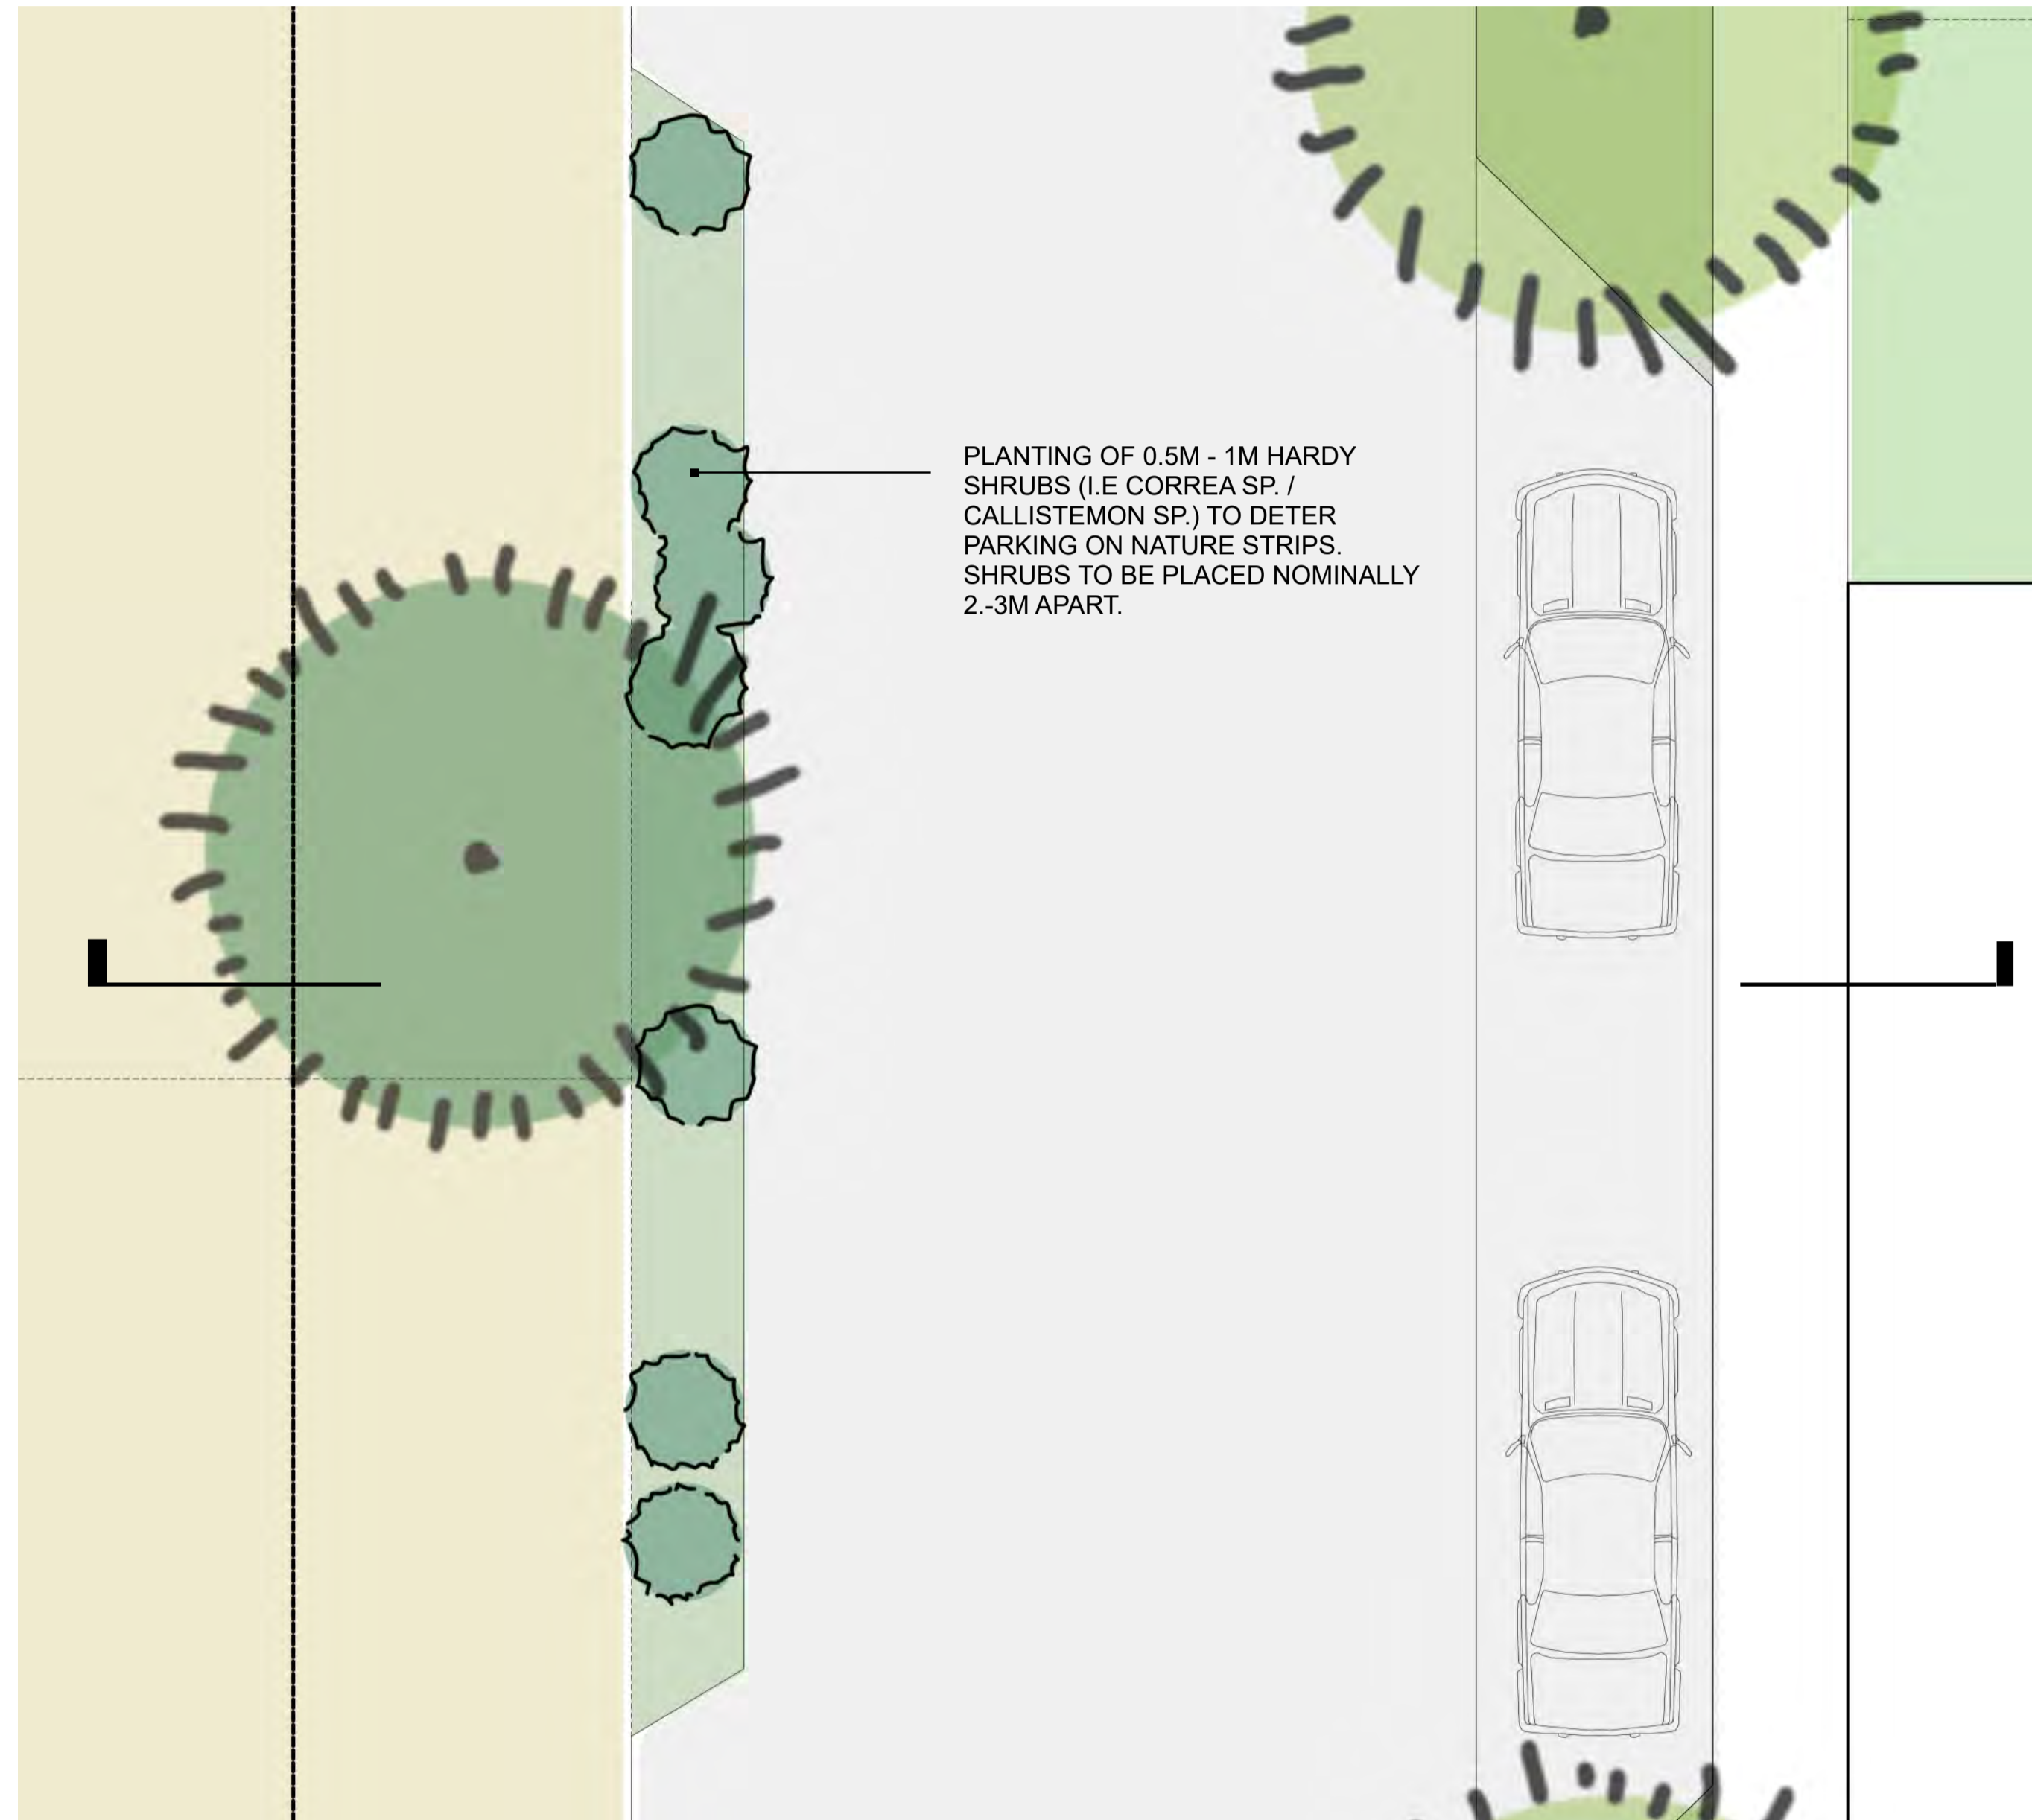 PLANTING OF 0.5M - 1M HARDY
SHRUBS (I.E CORREA SP. /
CALLISTEMON SP.) TO DETER
PARKING ON NATURE STRIPS.
SHRUBS TO BE PLACED NOMINALLY
2.-3M APART.